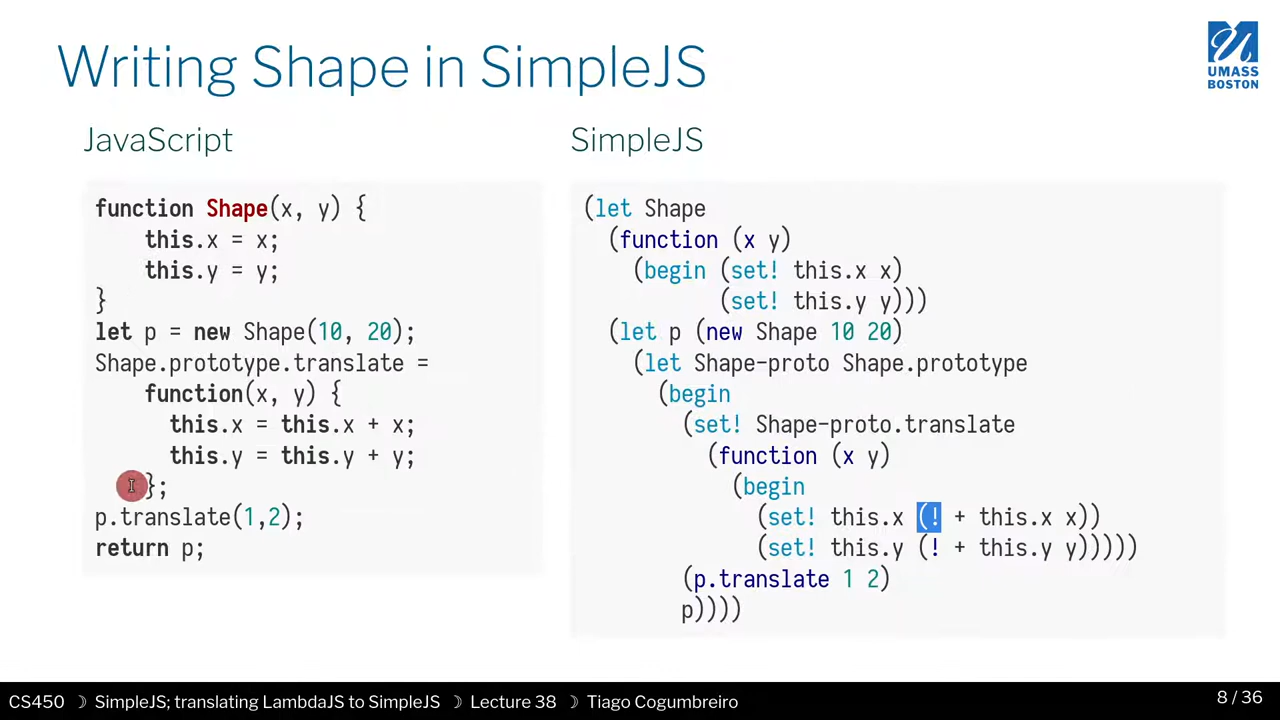 Writing Shape in SimpleJS
UMASS
BOSTON
JavaScript
function Shape(x, y) {
    this.x = x;
    this.y = y;
}
let p = new Shape(10, 20);
Shape.prototype.translate =
    function(x, y) {
      this.x = this.x + x;
      this.y = this.y + y;
    };
p.translate(1,2);
return p;
SimpleJS
(let Shape
  (function (x y)
    (begin (set! this.x x)
           (set! this.y y)))
  (let p (new Shape 10 20)
    (let Shape-proto Shape.prototype
      (begin
        (set! Shape-proto.translate
          (function (x y)
            (begin
              (set! this.x (! + this.x x))
              (set! this.y (! + this.y y)))))
        (p.translate 1 2)
        p))))
CS450 ☽ SimpleJS; translating LambdaJS to SimpleJS ☽ Lecture 38 ☽ Tiago Cogumbreiro
8 / 36